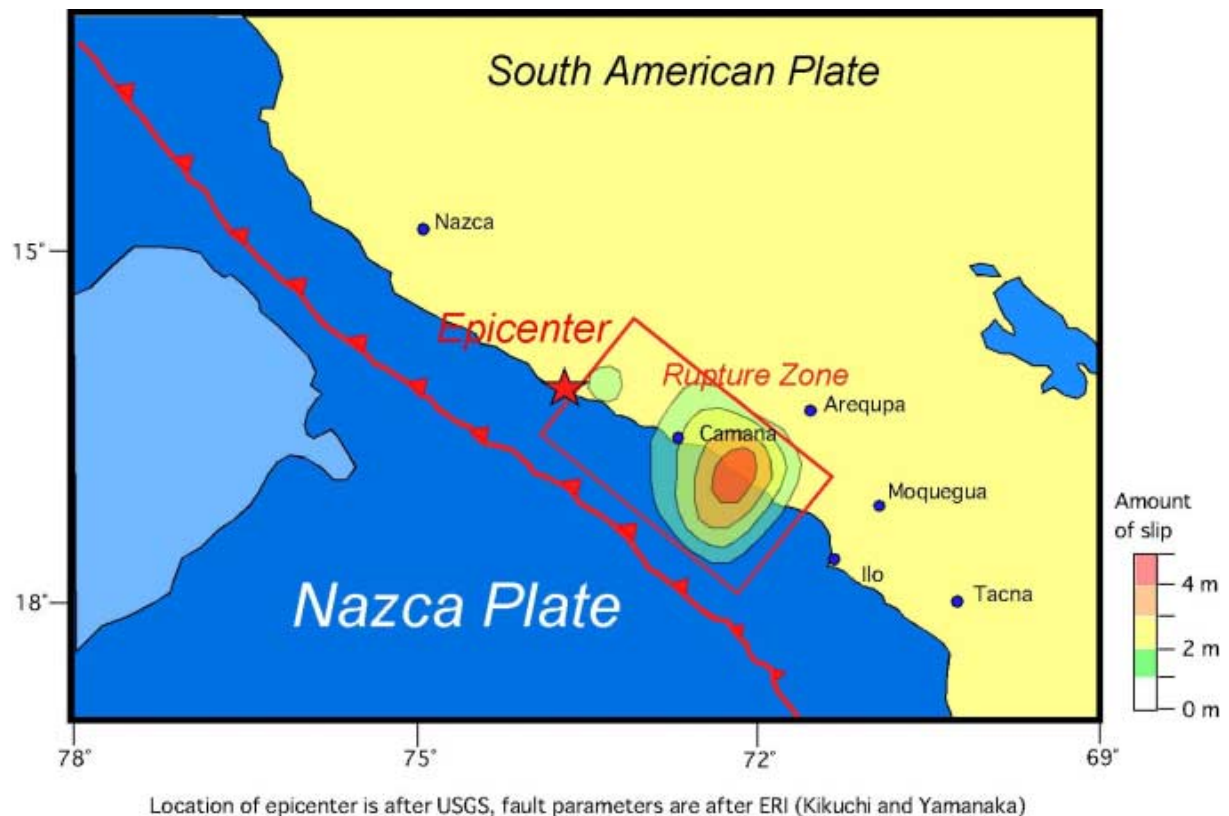 South American Plate
Nazca
15°
Epicenter
Rupture Zone
Arequpa
Camana
Moquegua
Amount
of slip
4 m
2 m
0 m
Ilo
Tacna
18°
Nazca Plate
78°
75°
72°
69°
Location of epicenter is after USGS, fault parameters are after ERI (Kikuchi and Yamanaka)